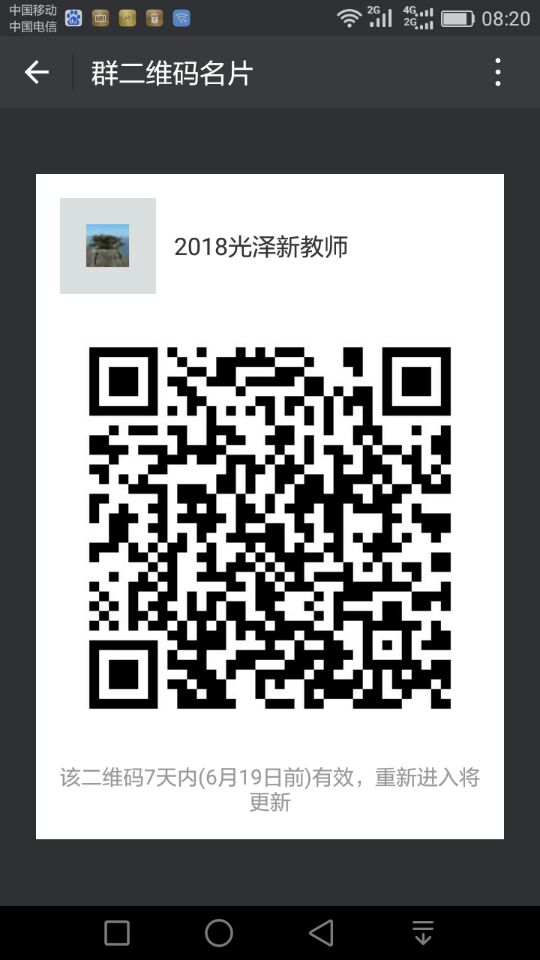 中国移动
中国电信
2G
4G
2G
08:20
群二维码名片
2018光泽新教师
该二维码7天内(6月19日前)有效，重新进入将
更新